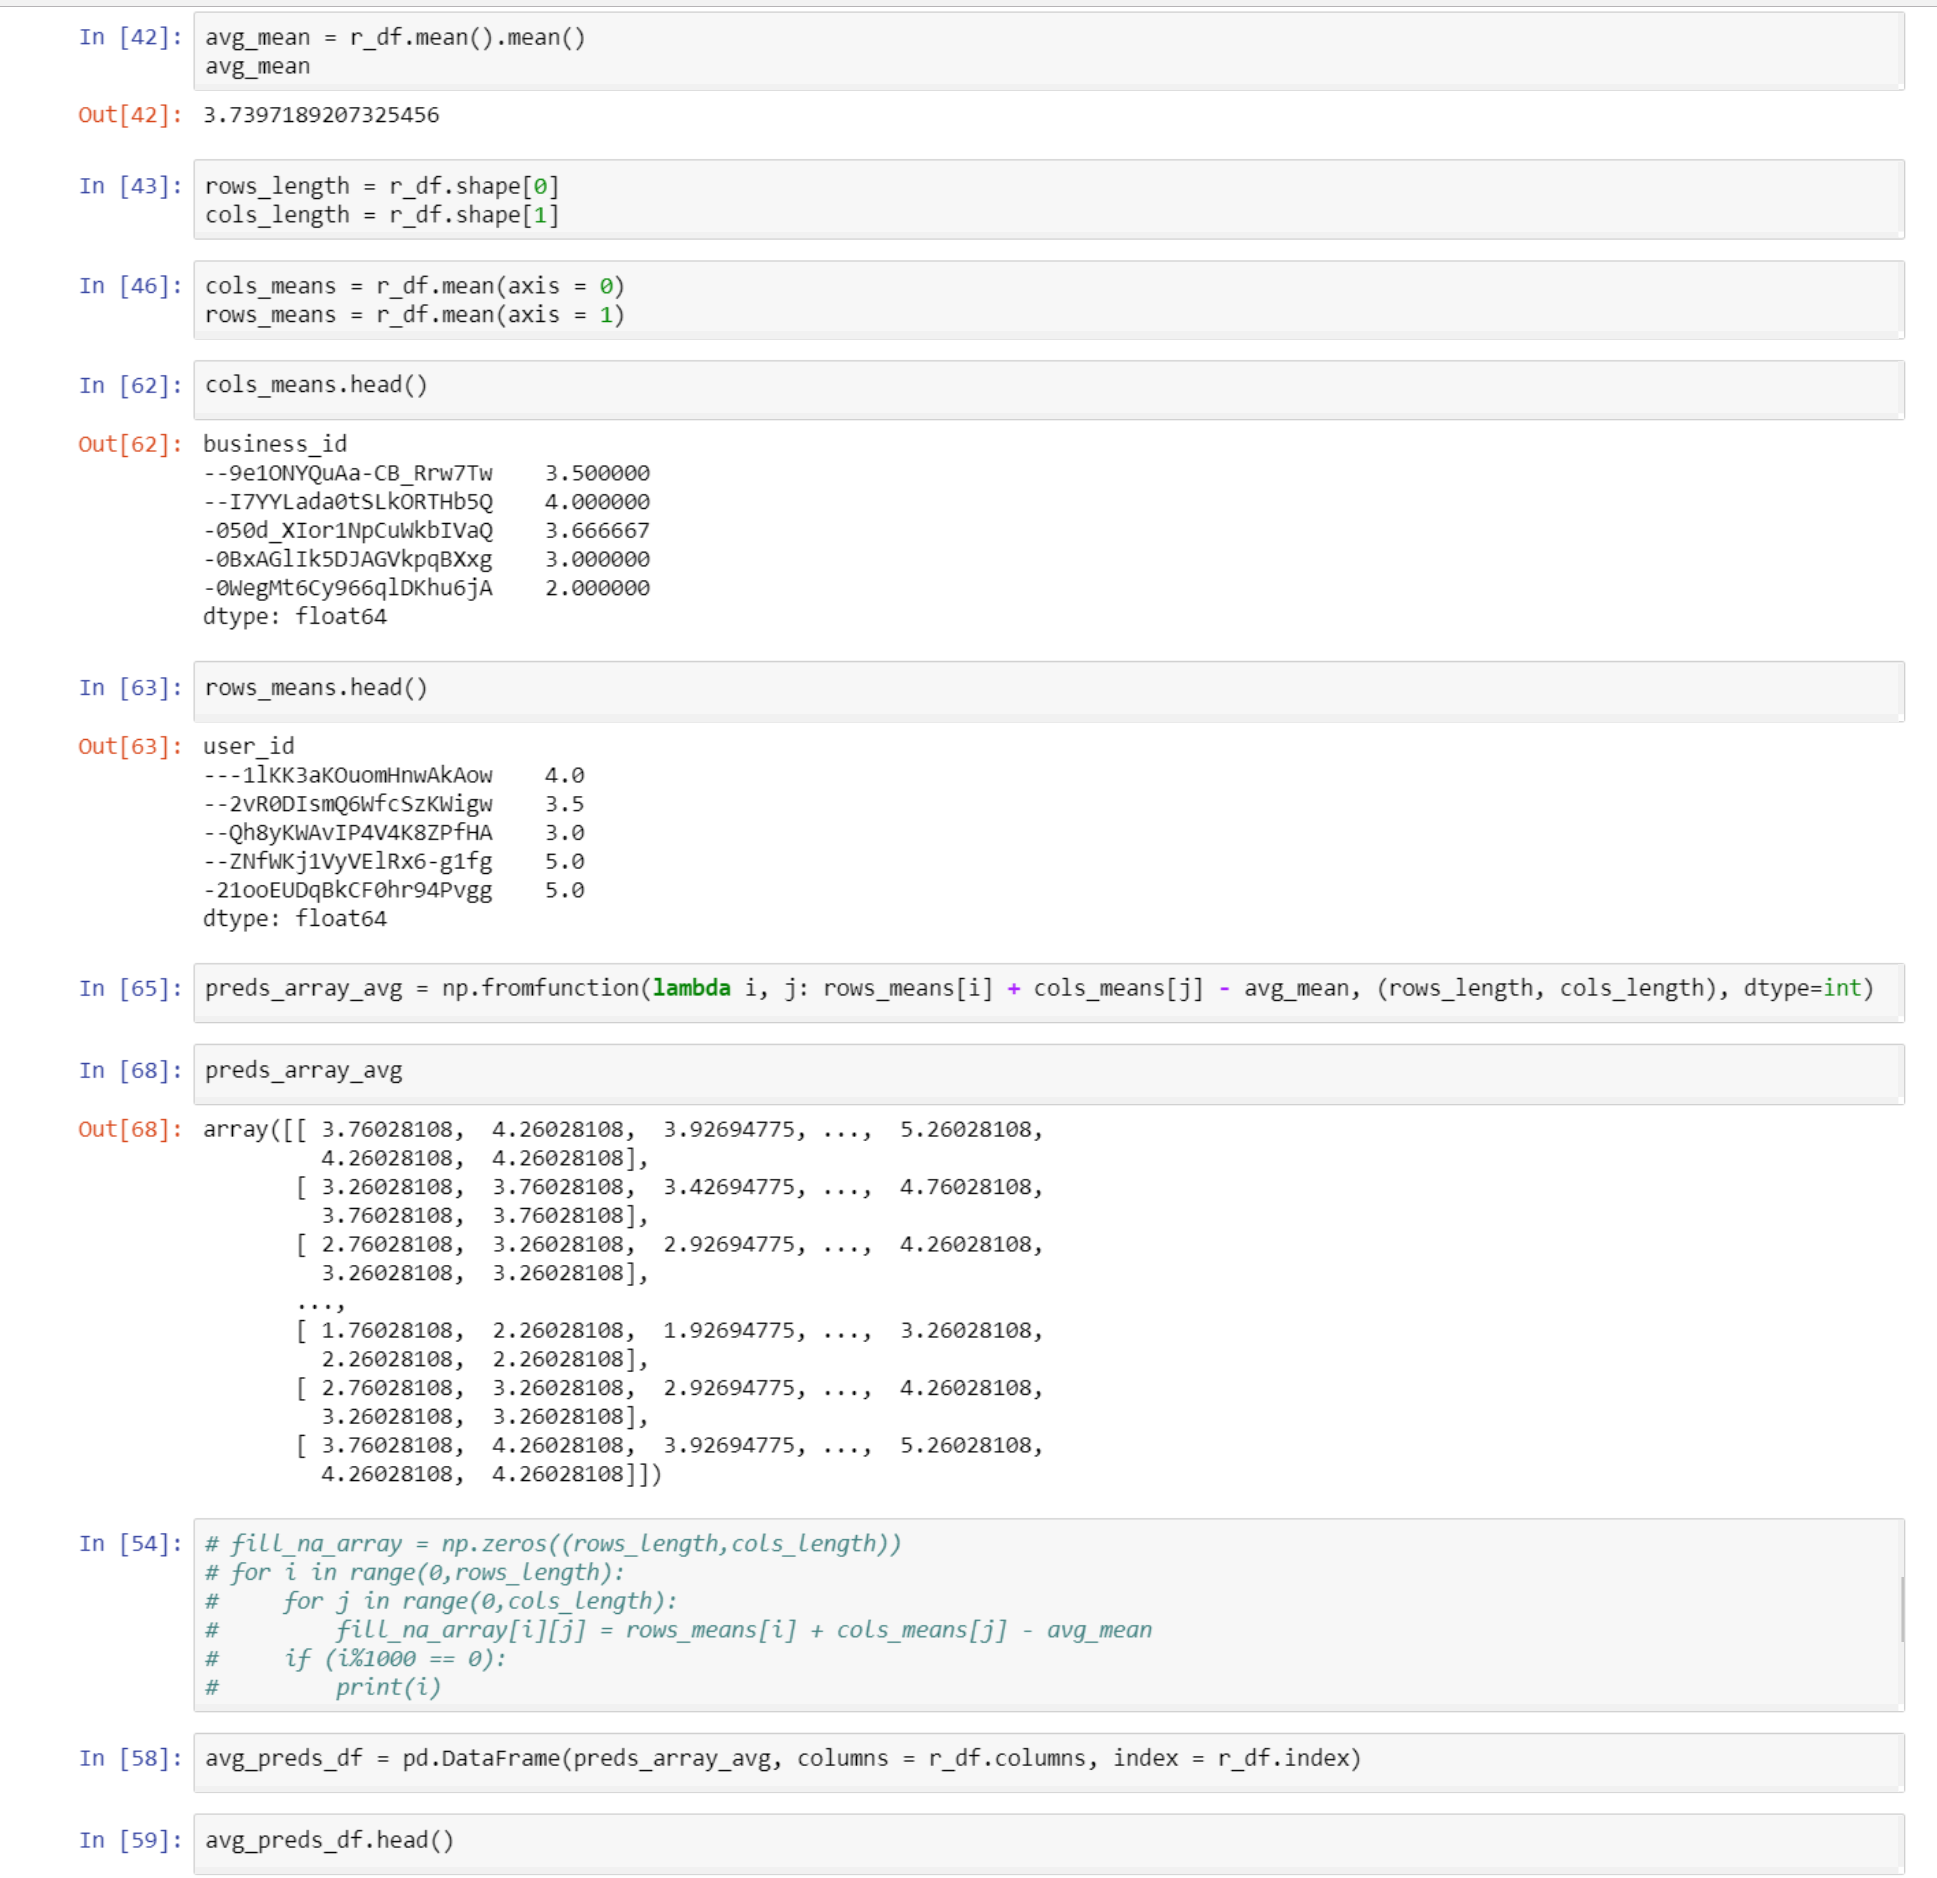 In [42]: avg_mean = r_df.mean().mean()
avg_mean
Out[42]: 3.7397189207325456
In [43]: rows_length = r_df.shape[0]
cols_length = r_df.shape[1]
In [46]: cols_means = r_df.mean(axis = 0)
rows_means = r_df.mean(axis = 1)
In [62]: cols_means.head()
Out[62]: business_id
--9e1ONYQuAa-CB_Rrw7Tw    3.500000
--I7YYLada0tSLkORTHb5Q    4.000000
-050d_XIor1NpCuWkbIVaQ    3.666667
-0BxAGlIk5DJAGVkpqBXxg    3.000000
-0WegMt6Cy966qlDKhu6jA    2.000000
dtype: float64
In [63]: rows_means.head()
Out[63]: user_id
---1lKK3aKOuomHnwAkAow    4.0
--2vR0DIsmQ6WfcSzKWigw    3.5
--Qh8yKWAvIP4V4K8ZPfHA    3.0
--ZNfWKj1VyVElRx6-g1fg    5.0
-21ooEUDqBkCF0hr94Pvgg    5.0
dtype: float64
In [65]: preds_array_avg = np.fromfunction(lambda i, j: rows_means[i] + cols_means[j] - avg_mean, (rows_length, cols_length), dtype=int)
In [68]: preds_array_avg
Out[68]: array([[ 3.76028108,  4.26028108,  3.92694775, ...,  5.26028108,
4.26028108,  4.26028108],
[ 3.26028108,  3.76028108,  3.42694775, ...,  4.76028108,
3.76028108,  3.76028108],
[ 2.76028108,  3.26028108,  2.92694775, ...,  4.26028108,
3.26028108,  3.26028108],
...,
[ 1.76028108,  2.26028108,  1.92694775, ...,  3.26028108,
2.26028108,  2.26028108],
[ 2.76028108,  3.26028108,  2.92694775, ...,  4.26028108,
3.26028108,  3.26028108],
[ 3.76028108,  4.26028108,  3.92694775, ...,  5.26028108,
4.26028108,  4.26028108]])
In [54]: # fill_na_array = np.zeros((rows_length,cols_length))
# for i in range(0,rows_length):
#     for j in range(0,cols_length):
#         fill_na_array[i][j] = rows_means[i] + cols_means[j] - avg_mean
#     if (i%1000 == 0):
#         print(i)
In [58]: avg_preds_df = pd.DataFrame(preds_array_avg, columns = r_df.columns, index = r_df.index)
In [59]: avg_preds_df.head()